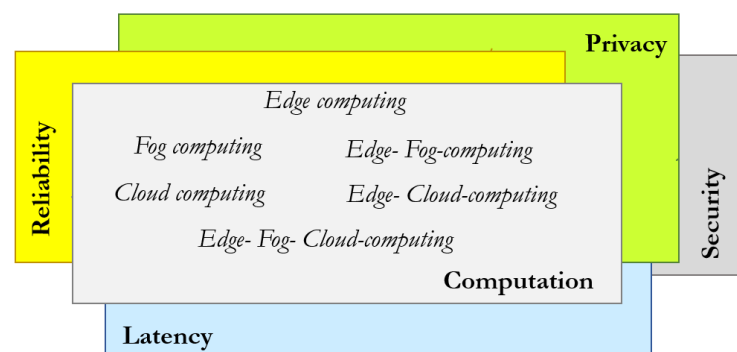 Privacy
Edge computing
Fog computing
Edge- Fog-computing
Cloud computing
Edge- Cloud-computing
Edge- Fog- Cloud-computing
Reliability
Security
Computation
Latency